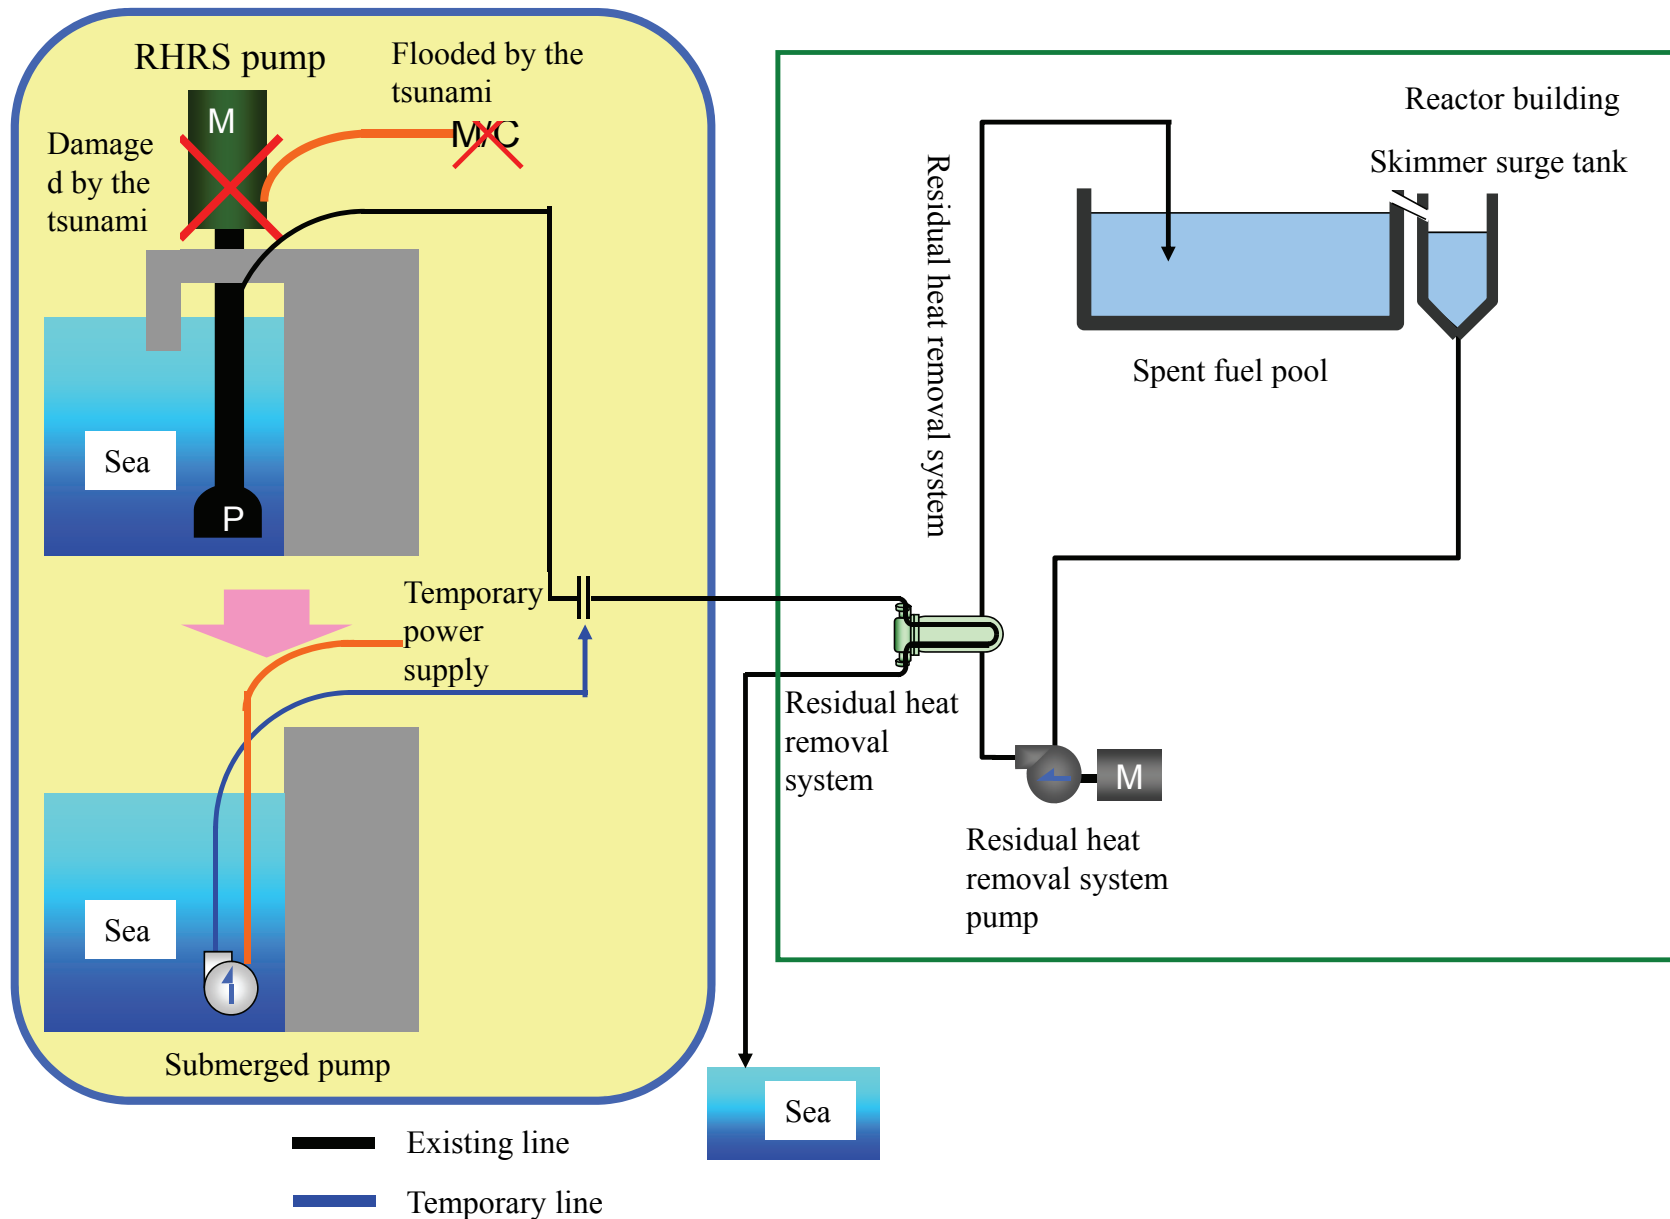 RHRS pump
Flooded by the
tsunami
M
M/C
Damage
d by the
tsunami
Sea
P
Temporary
power
supply
Sea
Submerged pump
Existing line
Temporary line
Reactor building
Skimmer surge tank
Residual heat removal system
Spent fuel pool
Residual heat
removal
system
M
Residual heat
removal system
pump
Sea